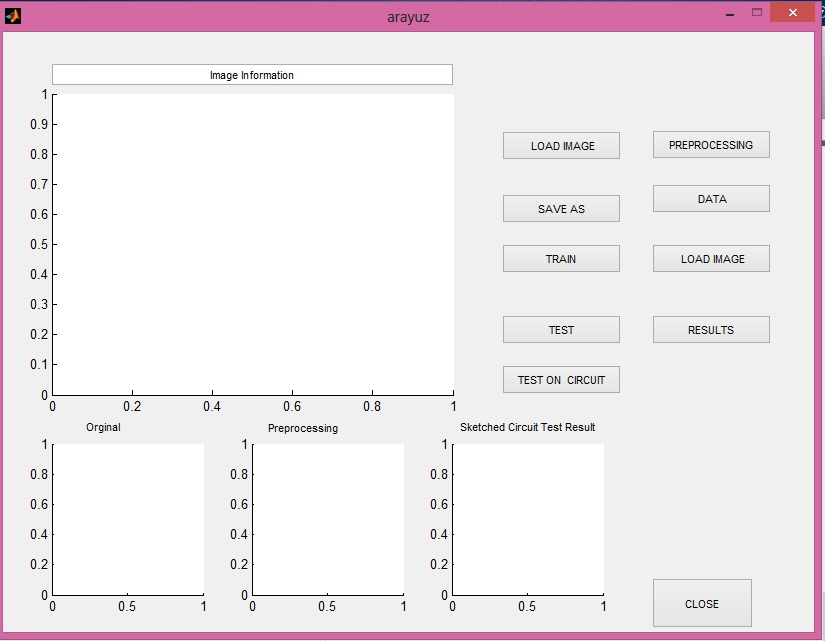 arayuz
Image Information
1
0.9
0.8
0.7
0.6
0.5
0.4
0.3
0.2
0.1
0
0 0.2 0.4 0.6 0.8 1
LOAD IMAGE PREPROCESSING
SAVE AS DATA
TRAIN LOAD IMAGE
TEST RESULTS
TEST ON CIRCUIT
Orginal
1
0.8
0.6
0.4
0.2
0
0 0.5 1
Preprocessing
1
0.8
0.6
0.4
0.2
0
0 0.5 1
Sketched Circuit Test Result
1
0.8
0.6
0.4
0.2
0
0 0.5 1
CLOSE